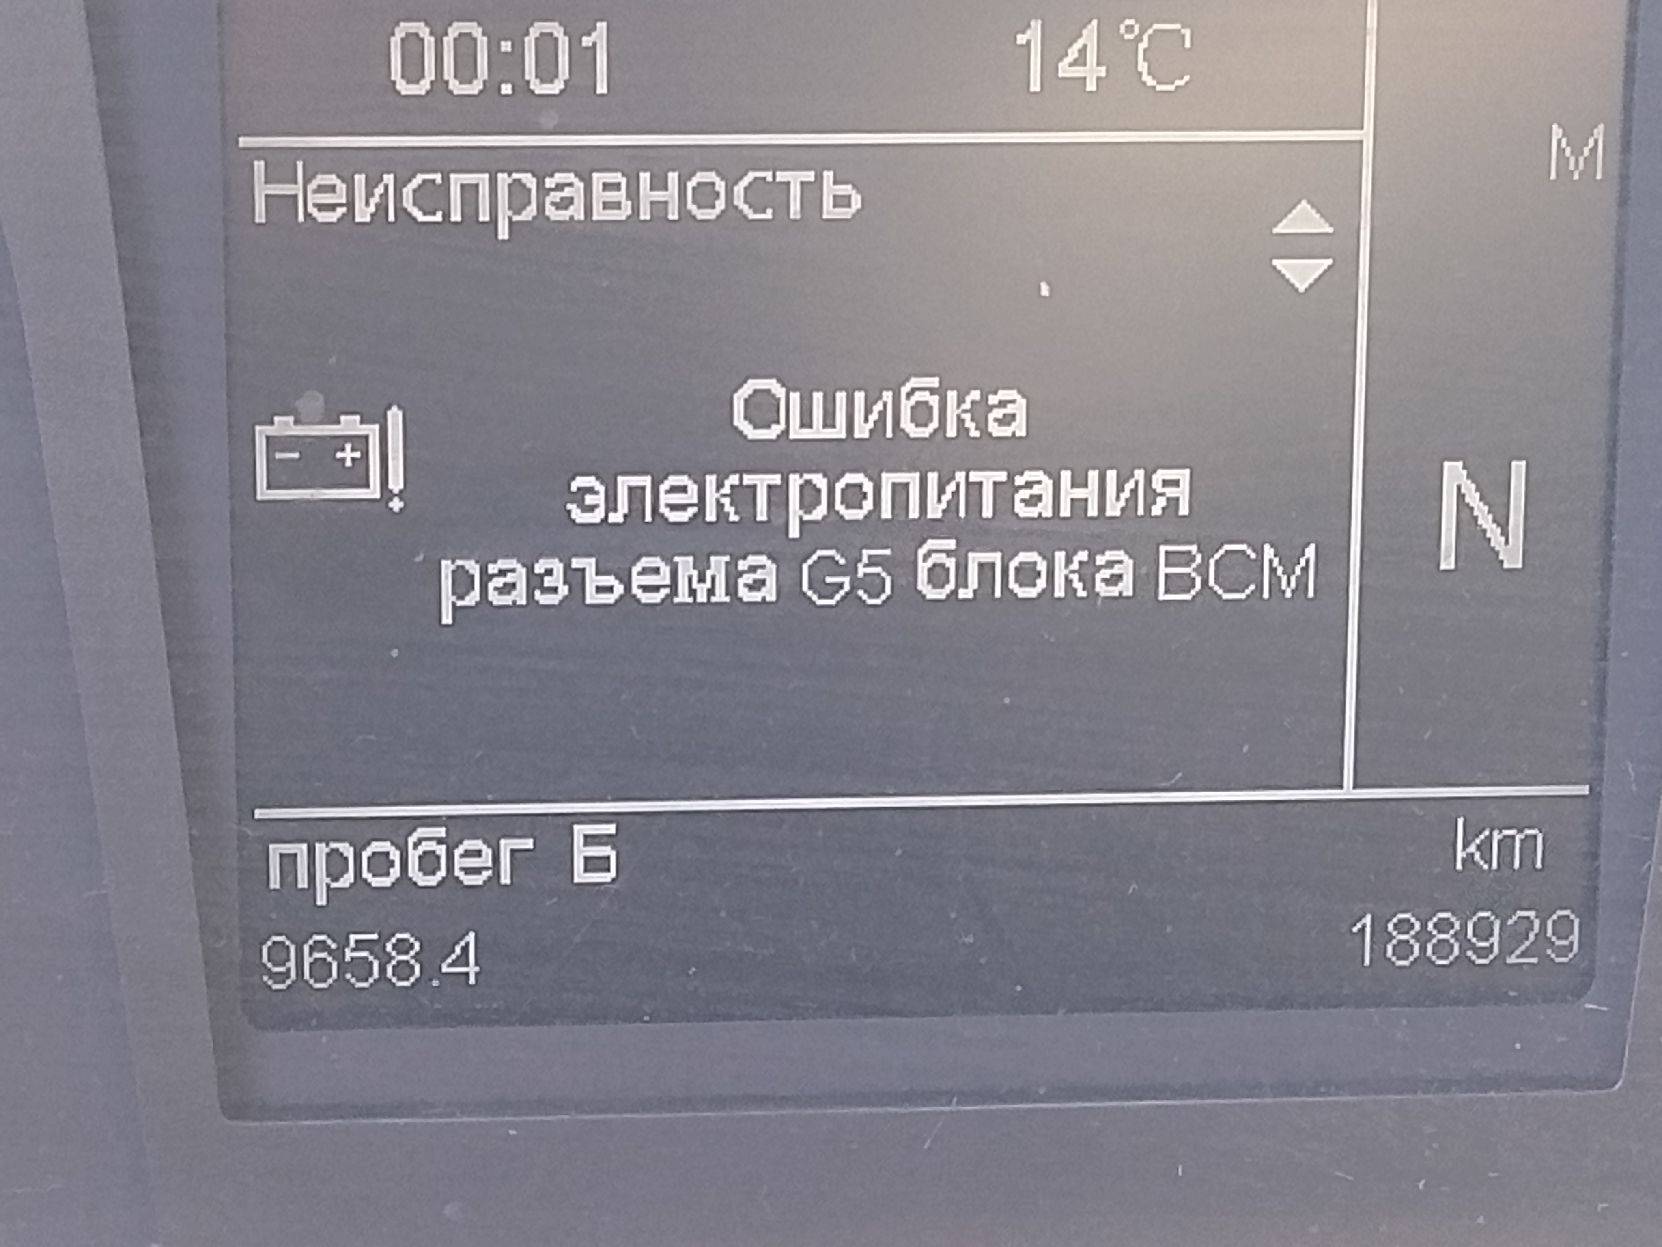 00:01 14°C
M
Неисправность
- +
Ошибка
электропитания
разъема G5 блока BCM
N
пробег Б km
9658.4 188929